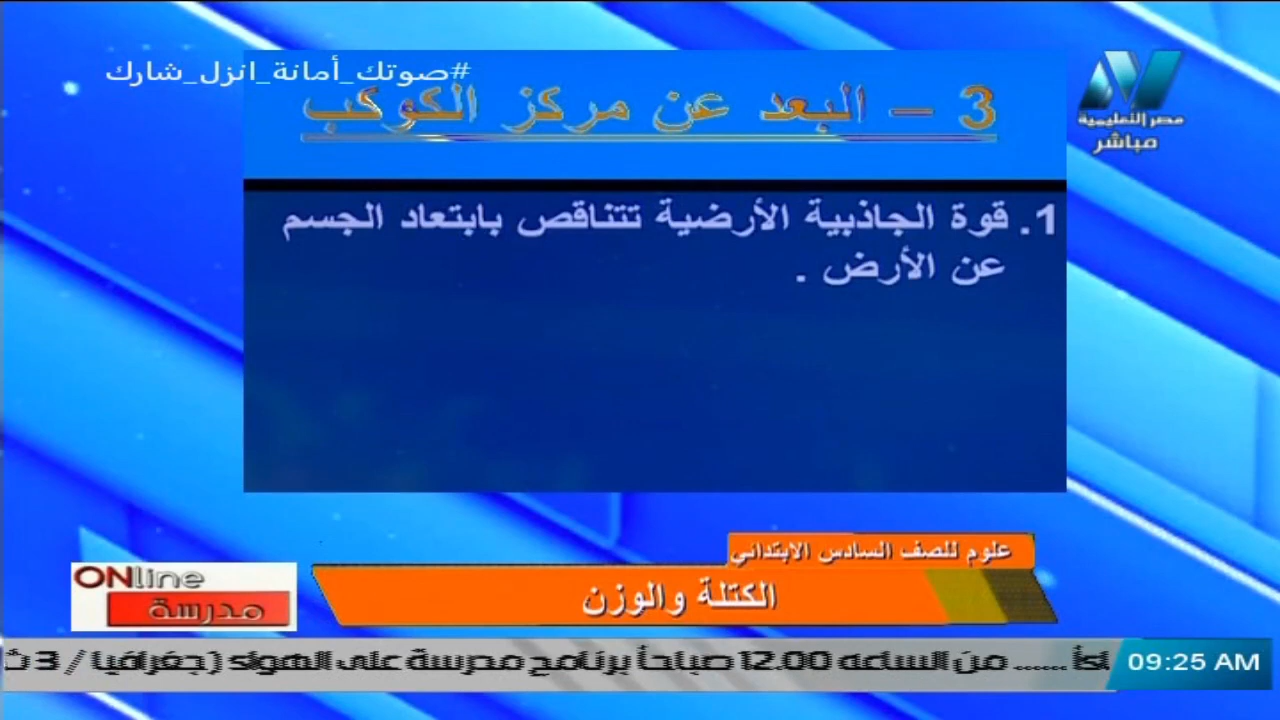 #صوتك_أمانة_انزل_شارك
3 – البعد عن مركز الكوكب
مصر التعليمية
مباشر
1. قوة الجاذبية الأرضية تتناقص بابتعاد الجسم
عن الأرض .
علوم للصف السادس الابتدائي
الكتلة والوزن
ONline
مدرسة
...... من الساعه 12.00 صباحاً برنامج مدرسة على الهواء (جغرافيا / 3
09:25 AM